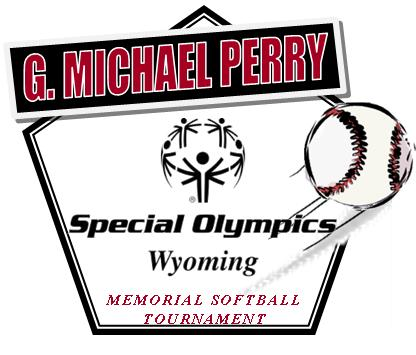 G. MICHAEL PERRY
®
Special Olympics
Wyoming
MEMORIAL SOFTBALL
TOURNAMENT